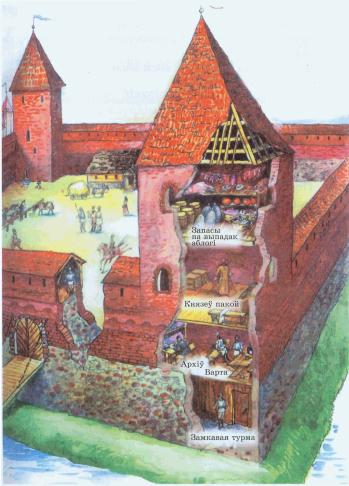 Запасы
на выпадак
аблогі
Князеў пакой
Архіў
Варта
Замкавая турма